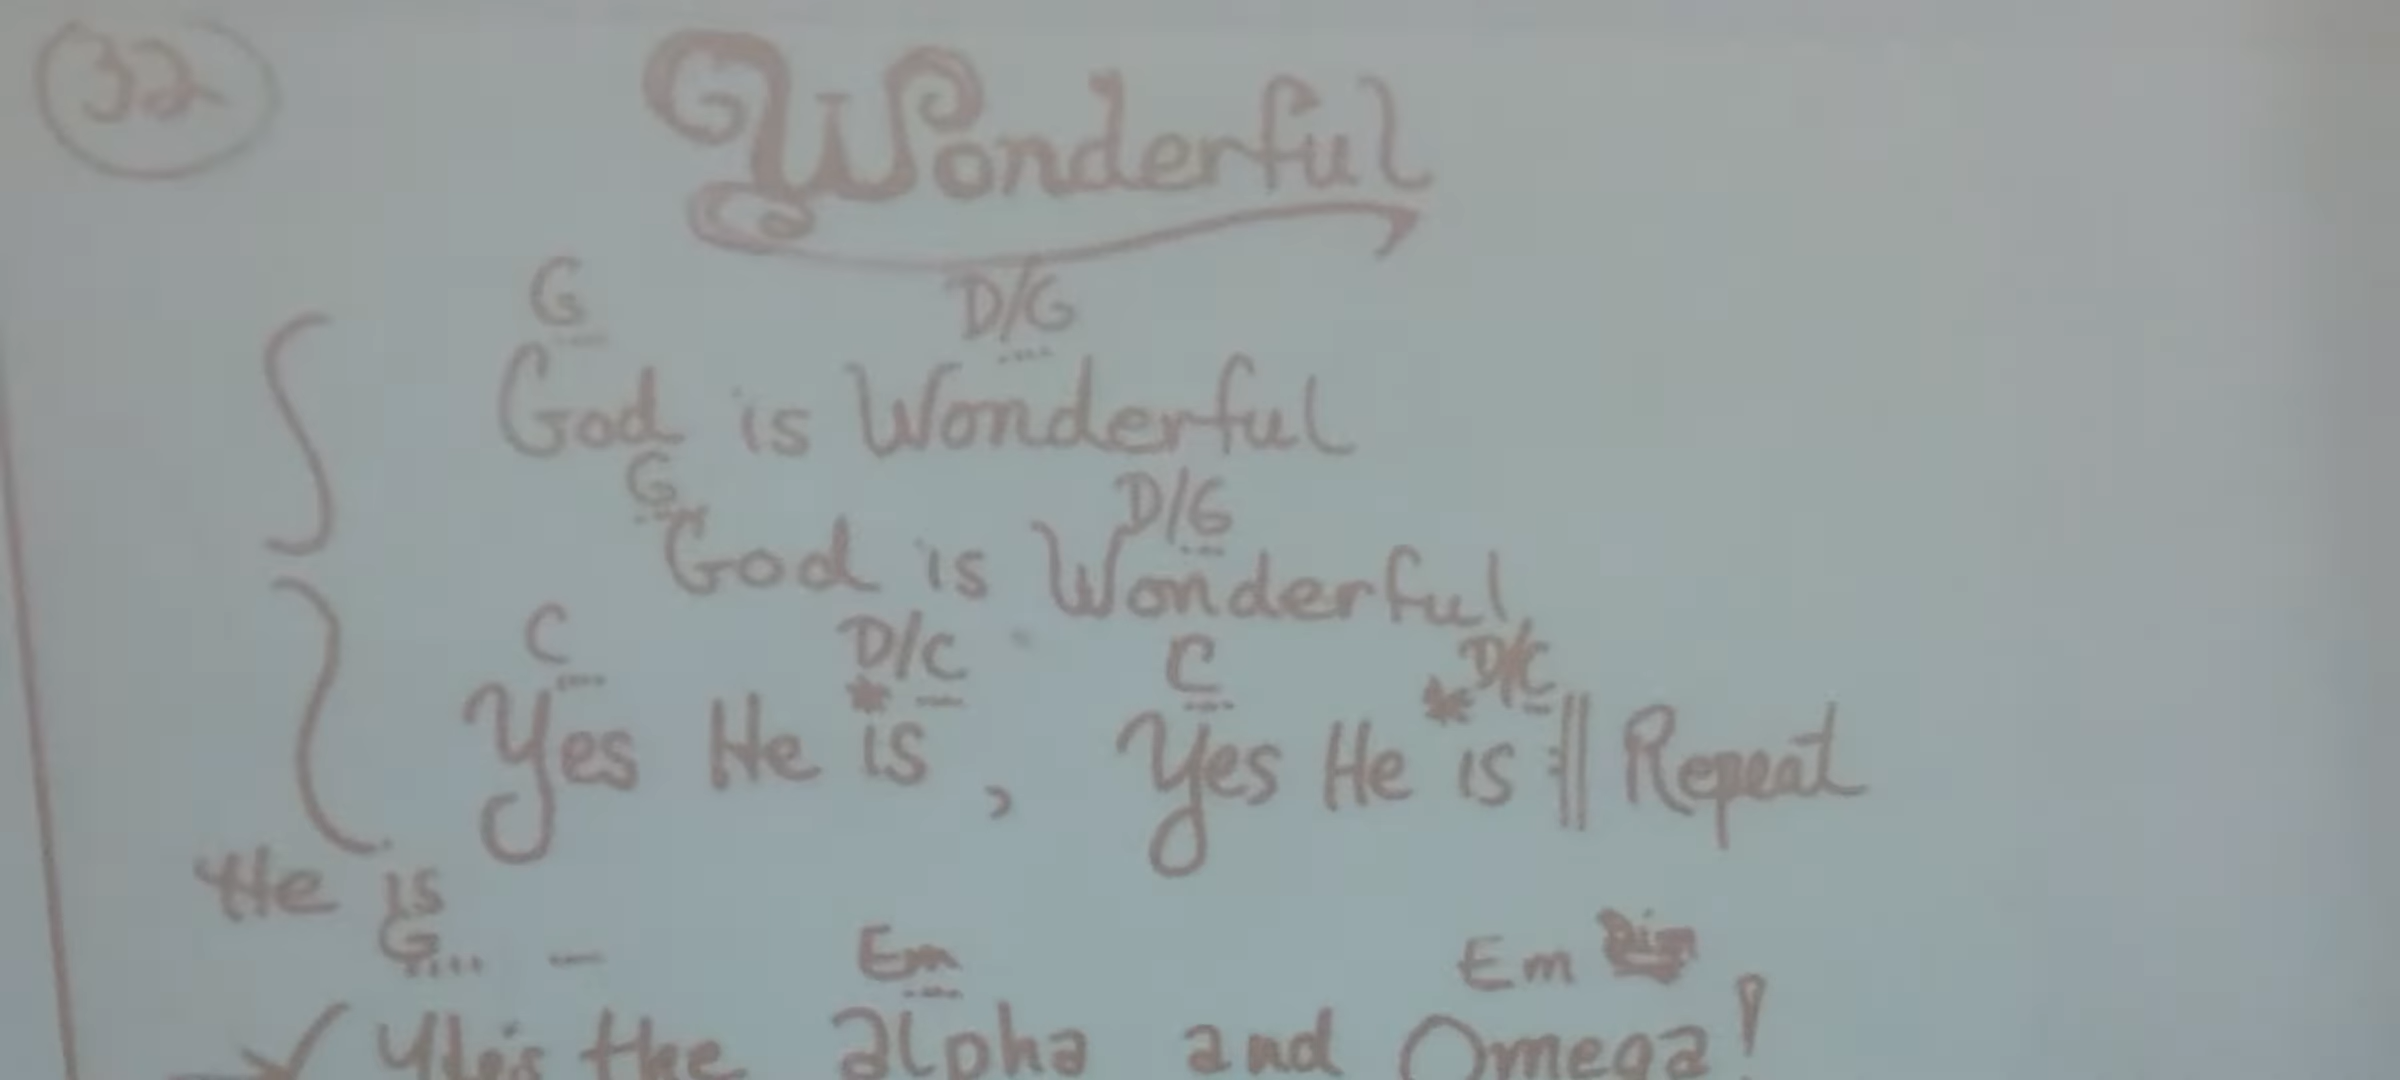 32
Wonderful
G D/G
God is Wonderful
G D/G
God is Wonderful
C D/C C D/C
Yes He *is, Yes He *is :|| Repeat
He is
G.... – Em Em
the alpha and Omega!